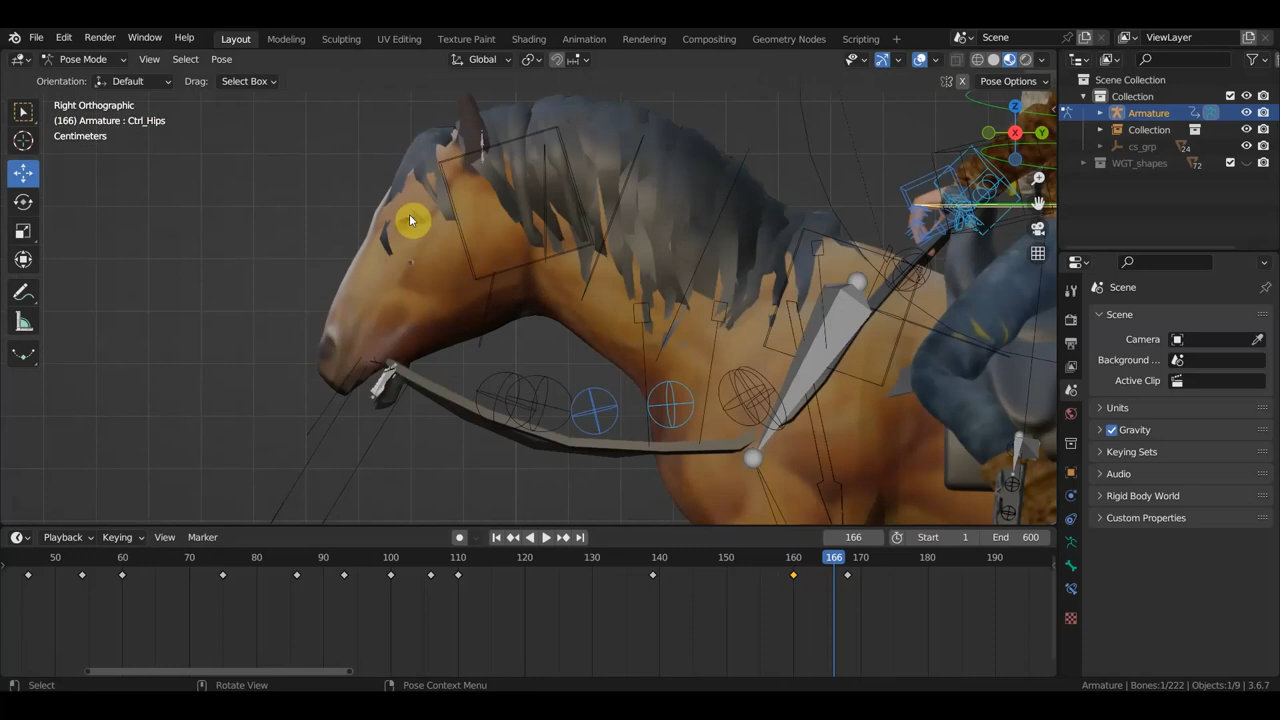 File Edit Render Window Help Layout Modeling Sculpting UV Editing Texture Paint Shading Animation Rendering Compositing Geometry Nodes Scripting + Scene ViewLayer
Pose Mode View Select Pose Global
Orientation: Default Drag: Select Box X Pose Options
Right Orthographic
(166) Armature : Ctrl_Hips
Centimeters
Z
X
Y
Scene Collection
Collection
Armature
Collection
cs_grp 24
WGT_shapes 72
Scene
Scene
Camera
Background ...
Active Clip
Units
Gravity
Keying Sets
Audio
Rigid Body World
Custom Properties
Playback Keying View Marker 166 Start 1 End 600
50 60 70 80 90 100 110 120 130 140 150 160 166 170 180 190
Select Rotate View Pose Context Menu Armature | Bones:1/222 | Objects:1/9 | 3.6.7